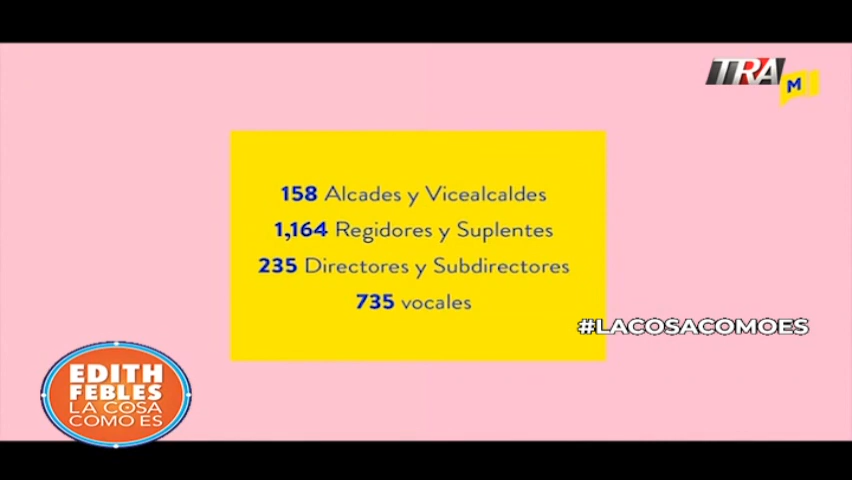 TRA
M
158 Alcades y Vicealcaldes
1,164 Regidores y Suplentes
235 Directores y Subdirectores
735 vocales
#LACOSACOMOES
EDITH
FEBLES
LA COSA
COMO ES